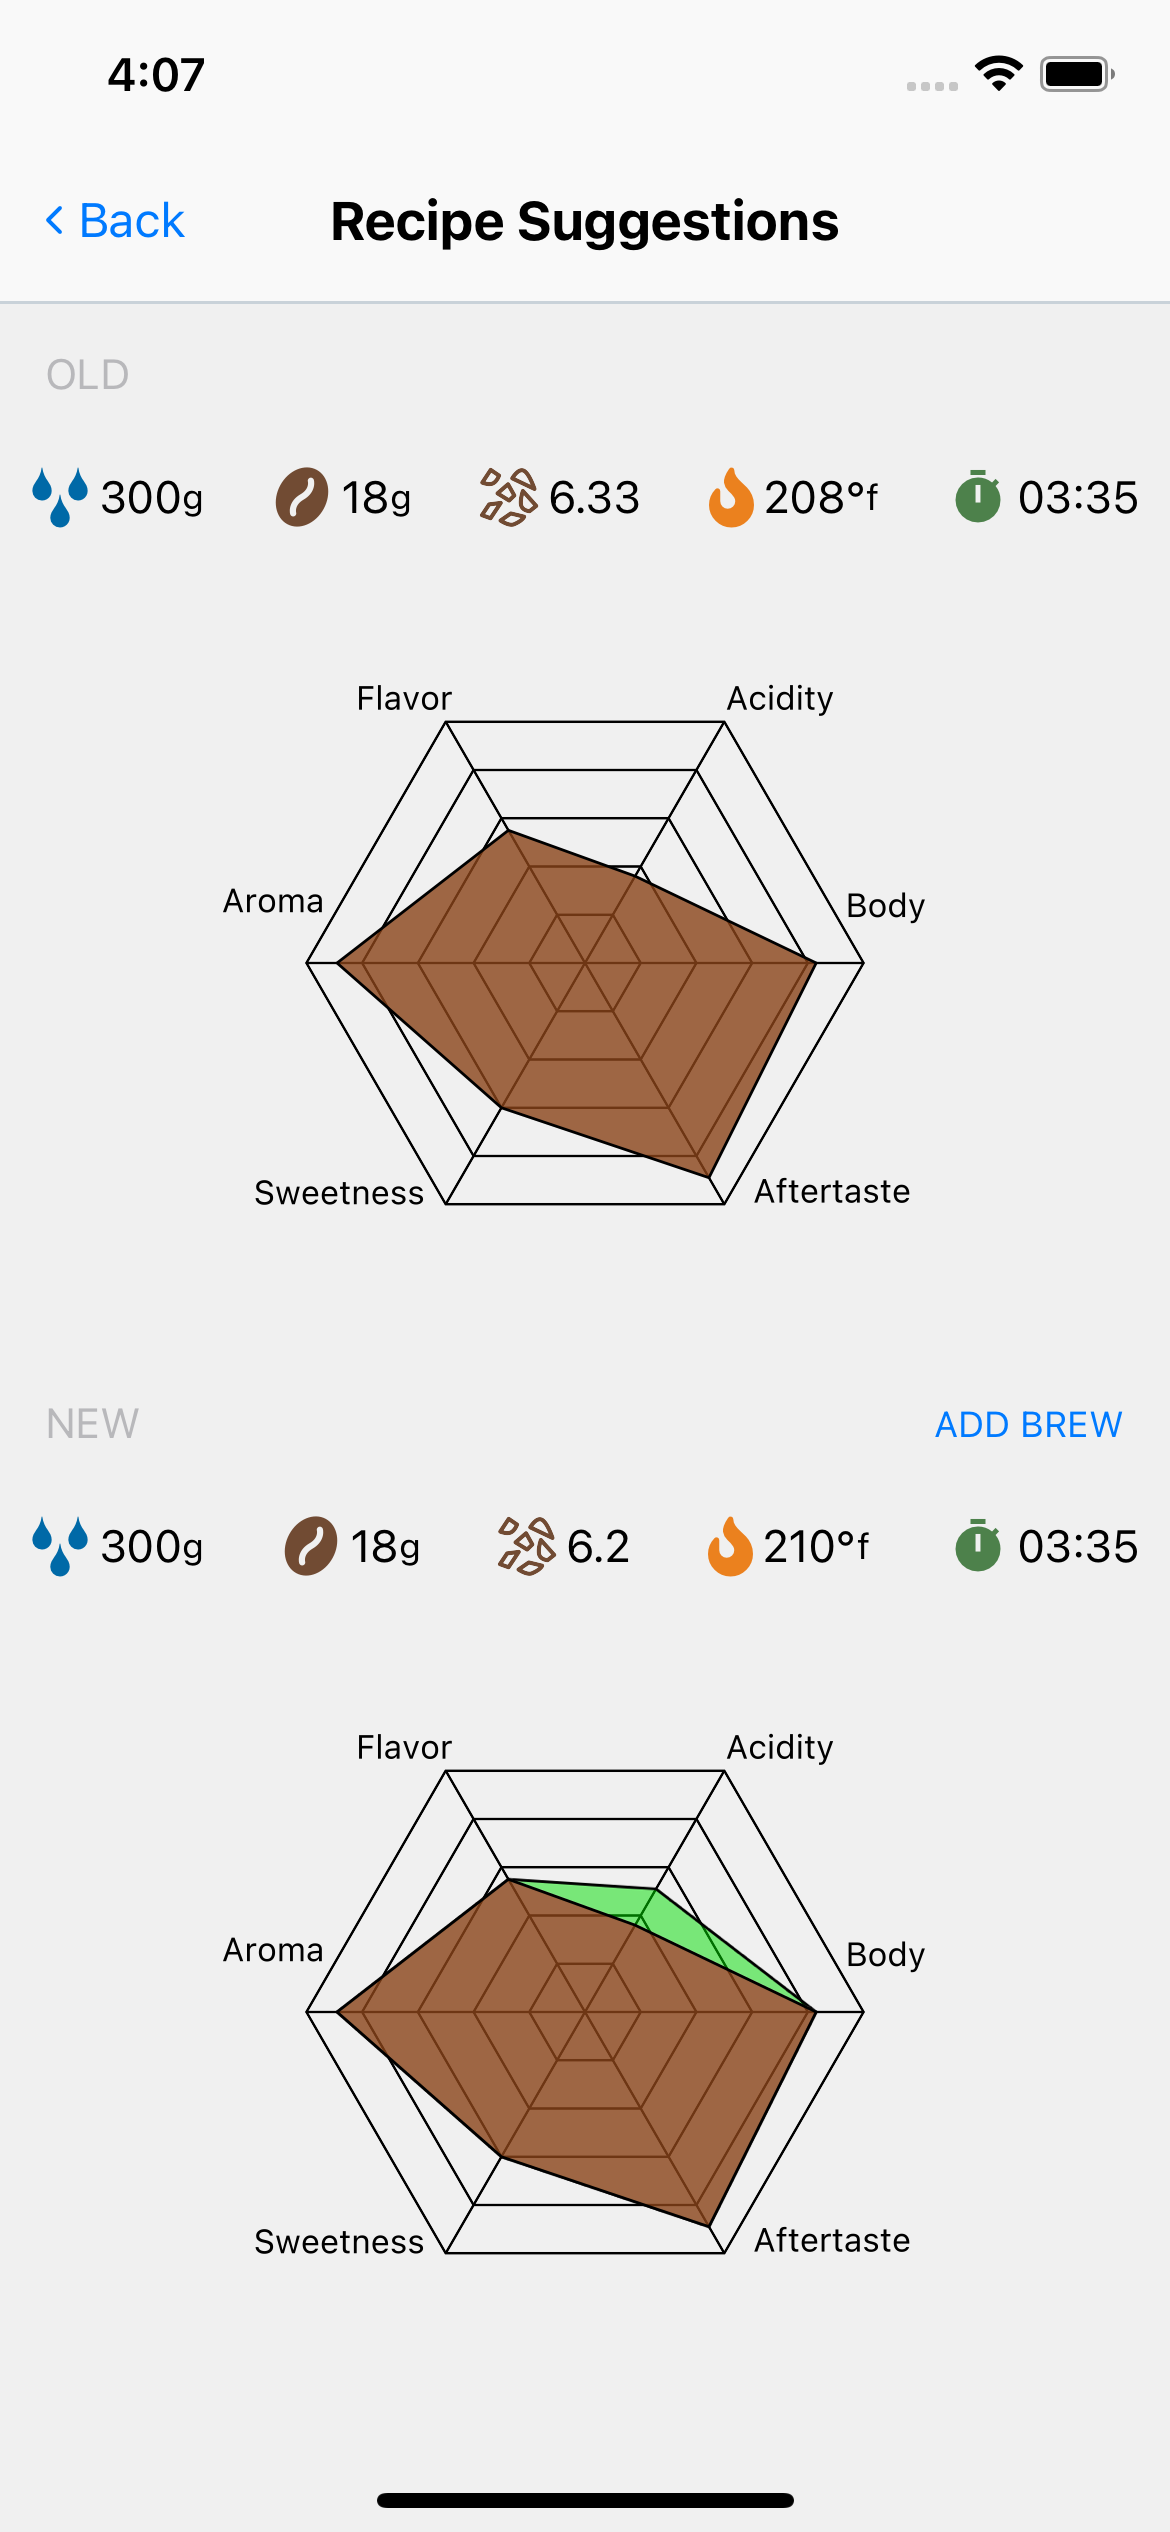 4:07
Back Recipe Suggestions
OLD
300g 18g 6.33 208°f 03:35
Flavor Acidity
Aroma Body
Sweetness Aftertaste
NEW ADD BREW
300g 18g 6.2 210°f 03:35
Flavor Acidity
Aroma Body
Sweetness Aftertaste